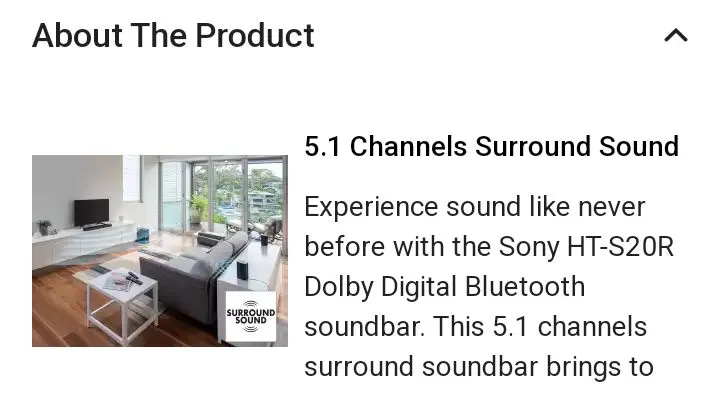 About The Product
5.1 Channels Surround Sound
Experience sound like never
before with the Sony HT-S20R
Dolby Digital Bluetooth
soundbar. This 5.1 channels
surround soundbar brings to
SURROUND
SOUND